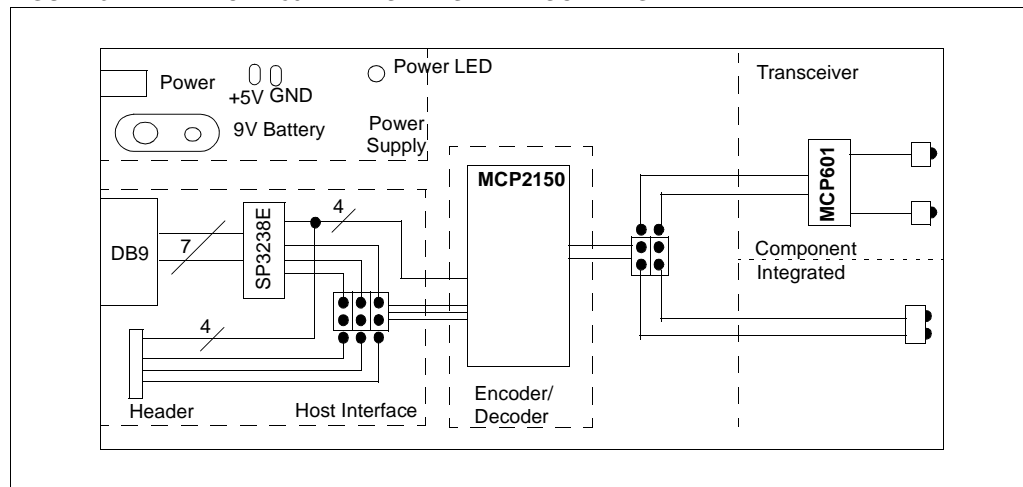 Power
+5V GND
Power LED
9V Battery
Power
Supply
Transceiver
MCP2150
MCP601
4
DB9
7
SP3238E
Component
Integrated
4
Header
Host Interface
Encoder/
Decoder